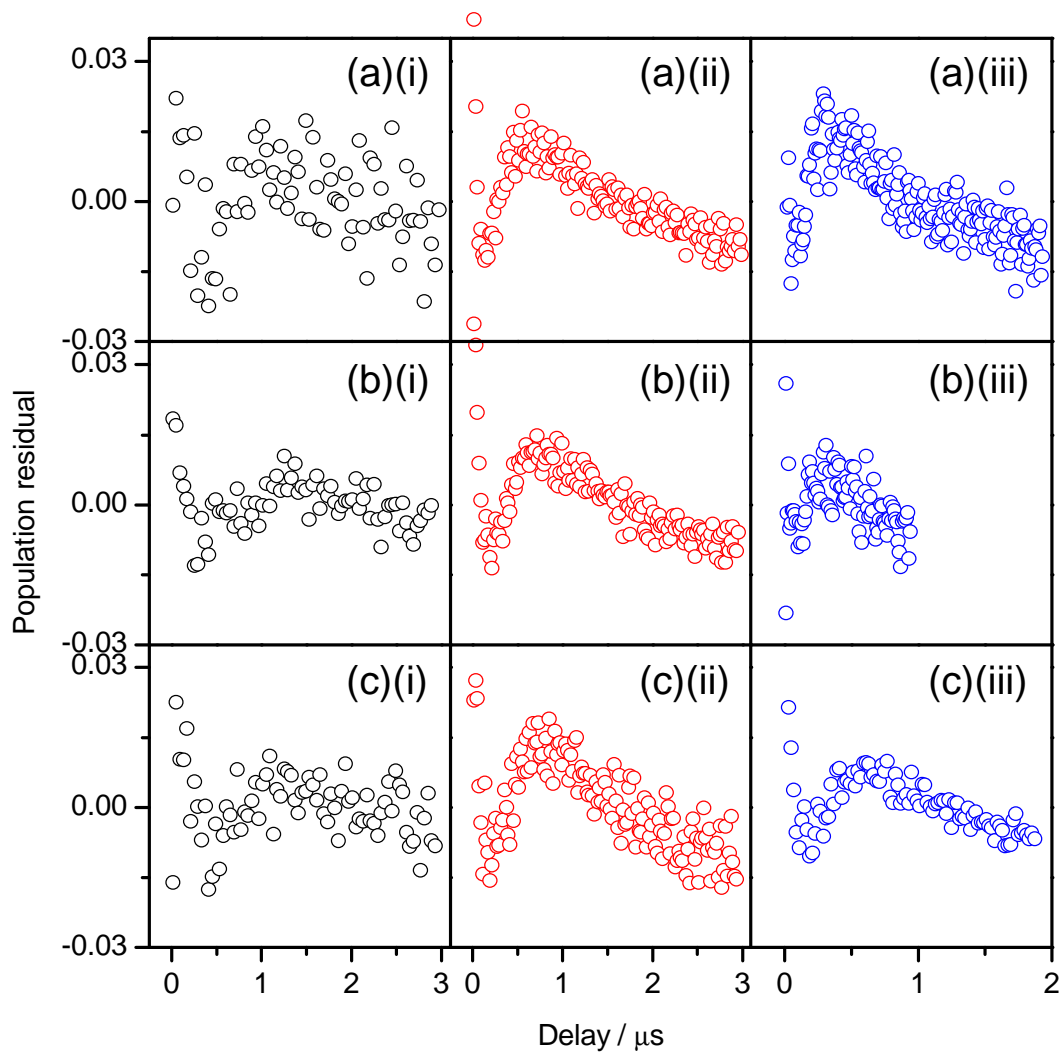 0.03
(a)(i)
(a)(ii)
(a)(iii)
0.00
-0.03
0.03
(b)(i)
(b)(ii)
(b)(iii)
0.00
Population residual
-0.03
0.03
(c)(i)
(c)(ii)
(c)(iii)
0.00
-0.03
0 1 2 3 0 1 2 3 0 1 2
Delay / μs